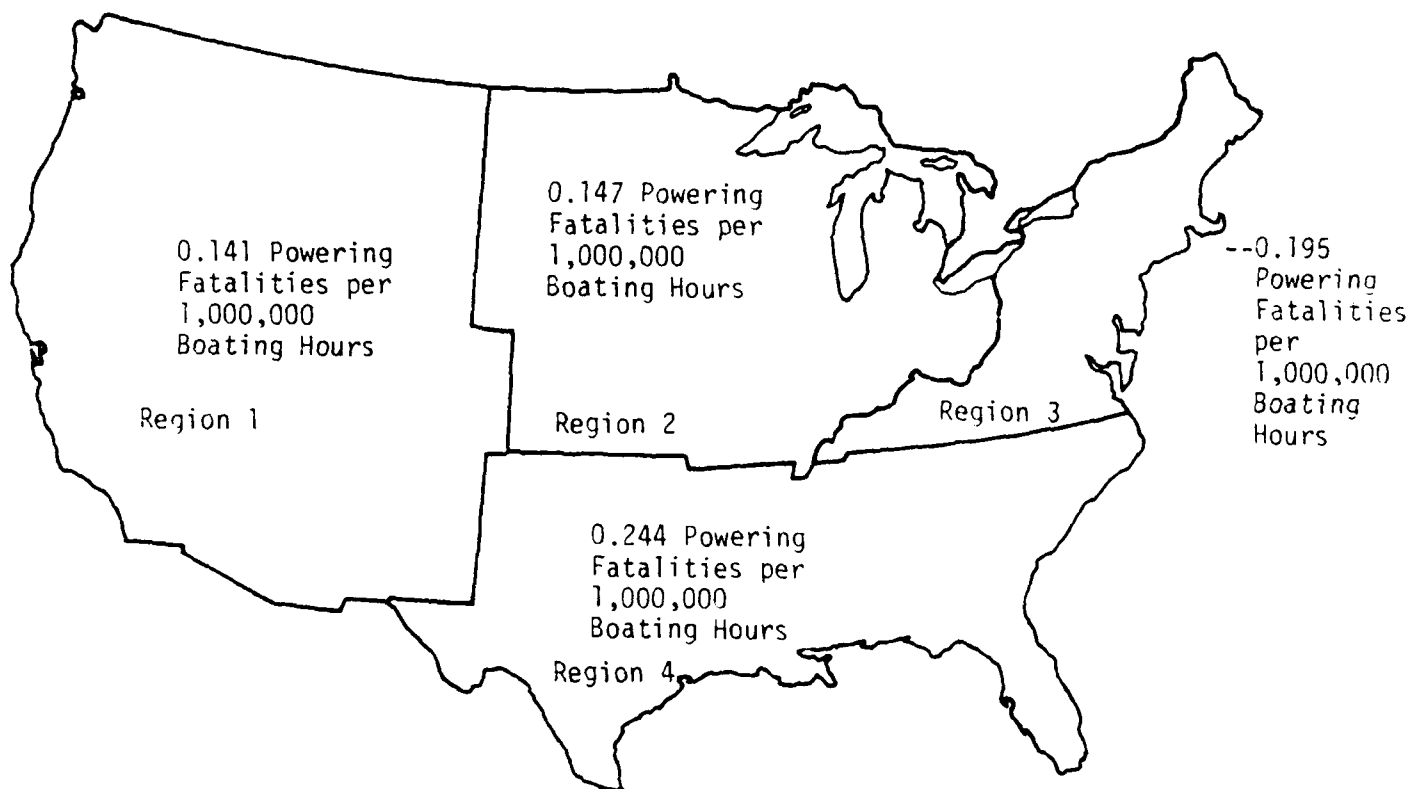 0.141 Powering
Fatalities per
1,000,000
Boating Hours
Region 1
0.147 Powering
Fatalities per
1,000,000
Boating Hours
Region 2
Region 3
--0.195
Powering
Fatalities
per
1,000,000
Boating
Hours
0.244 Powering
Fatalities per
1,000,000
Boating Hours
Region 4